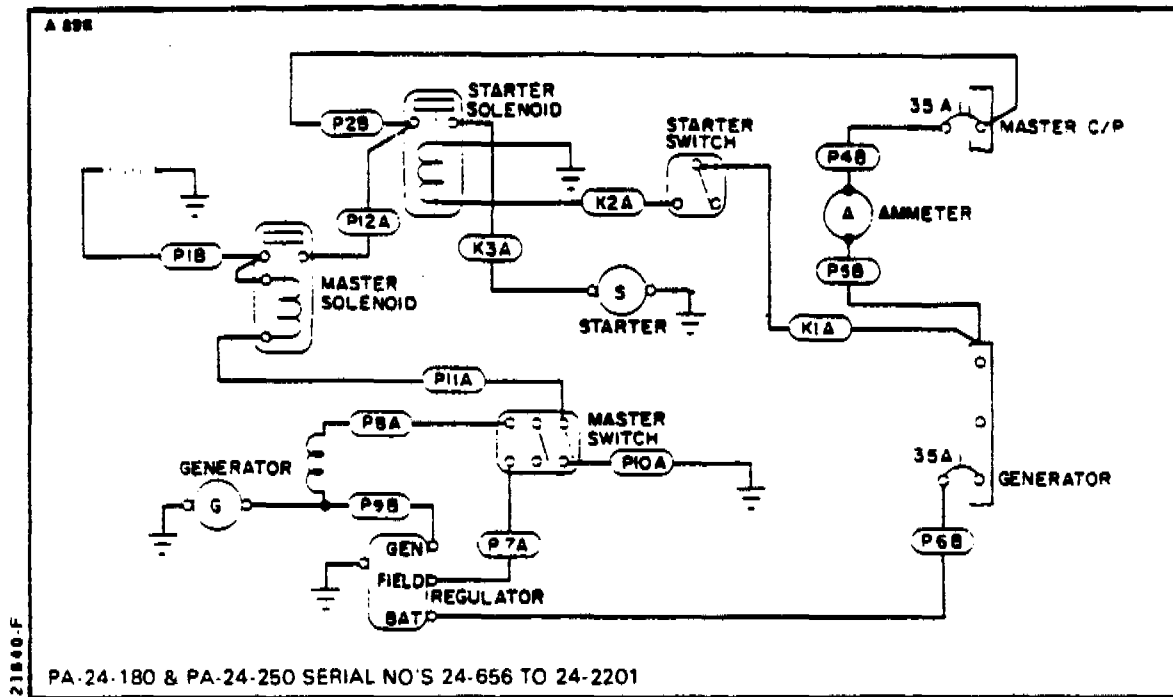 A 898
STARTER
SOLENOID
P2B
35 A
MASTER C/P
STARTER
SWITCH
P4B
K2A
A
AMMETER
P12A
P1B
K3A
P5B
MASTER
SOLENOID
S
STARTER
K1A
P11A
P8A
MASTER
SWITCH
P10A
GENERATOR
35A
GENERATOR
G
P9B
P7A
P6B
GEN
FIELD
REGULATOR
BAT
21840-F
PA-24-180 & PA-24-250 SERIAL NO'S 24-656 TO 24-2201